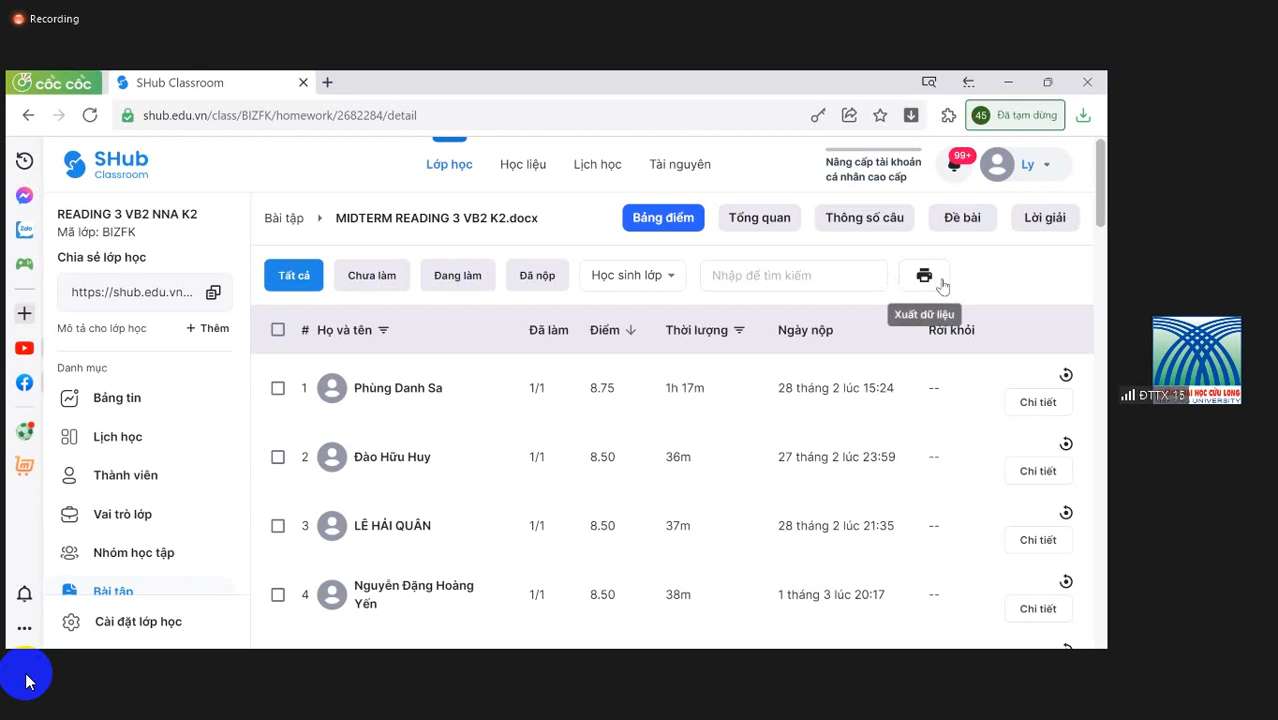 Recording
cốc cốc
SHub Classroom
shub.edu.vn/class/BIZFK/homework/2682284/detail
45
Đã tạm dừng
SHub
Classroom
Lớp học
Học liệu
Lịch học
Tài nguyên
Nâng cấp tài khoản
cá nhân cao cấp
99+
Ly
READING 3 VB2 NNA K2
Mã lớp: BIZFK
Chia sẻ lớp học
https://shub.edu.vn...
Mô tả cho lớp học
Thêm
Danh mục
Bảng tin
Lịch học
Thành viên
Vai trò lớp
Nhóm học tập
Bài tập
Cài đặt lớp học
Zalo
Bài tập
MIDTERM READING 3 VB2 K2.docx
Bảng điểm
Tổng quan
Thông số câu
Đề bài
Lời giải
Tất cả
Chưa làm
Đang làm
Đã nộp
Học sinh lớp
Nhập để tìm kiếm
Xuất dữ liệu
# Họ và tên Đã làm Điểm Thời lượng Ngày nộp Rời khỏi
1 Phùng Danh Sa 1/1 8.75 1h 17m 28 tháng 2 lúc 15:24 --
Chi tiết
2 Đào Hữu Huy 1/1 8.50 36m 27 tháng 2 lúc 23:59 --
Chi tiết
3 LÊ HẢI QUÂN 1/1 8.50 37m 28 tháng 2 lúc 21:35 --
Chi tiết
4 Nguyễn Đặng Hoàng Yến 1/1 8.50 38m 1 tháng 3 lúc 20:17 --
Chi tiết
ĐTTX 15
HỌC CỬU LONG
UNIVERSITY